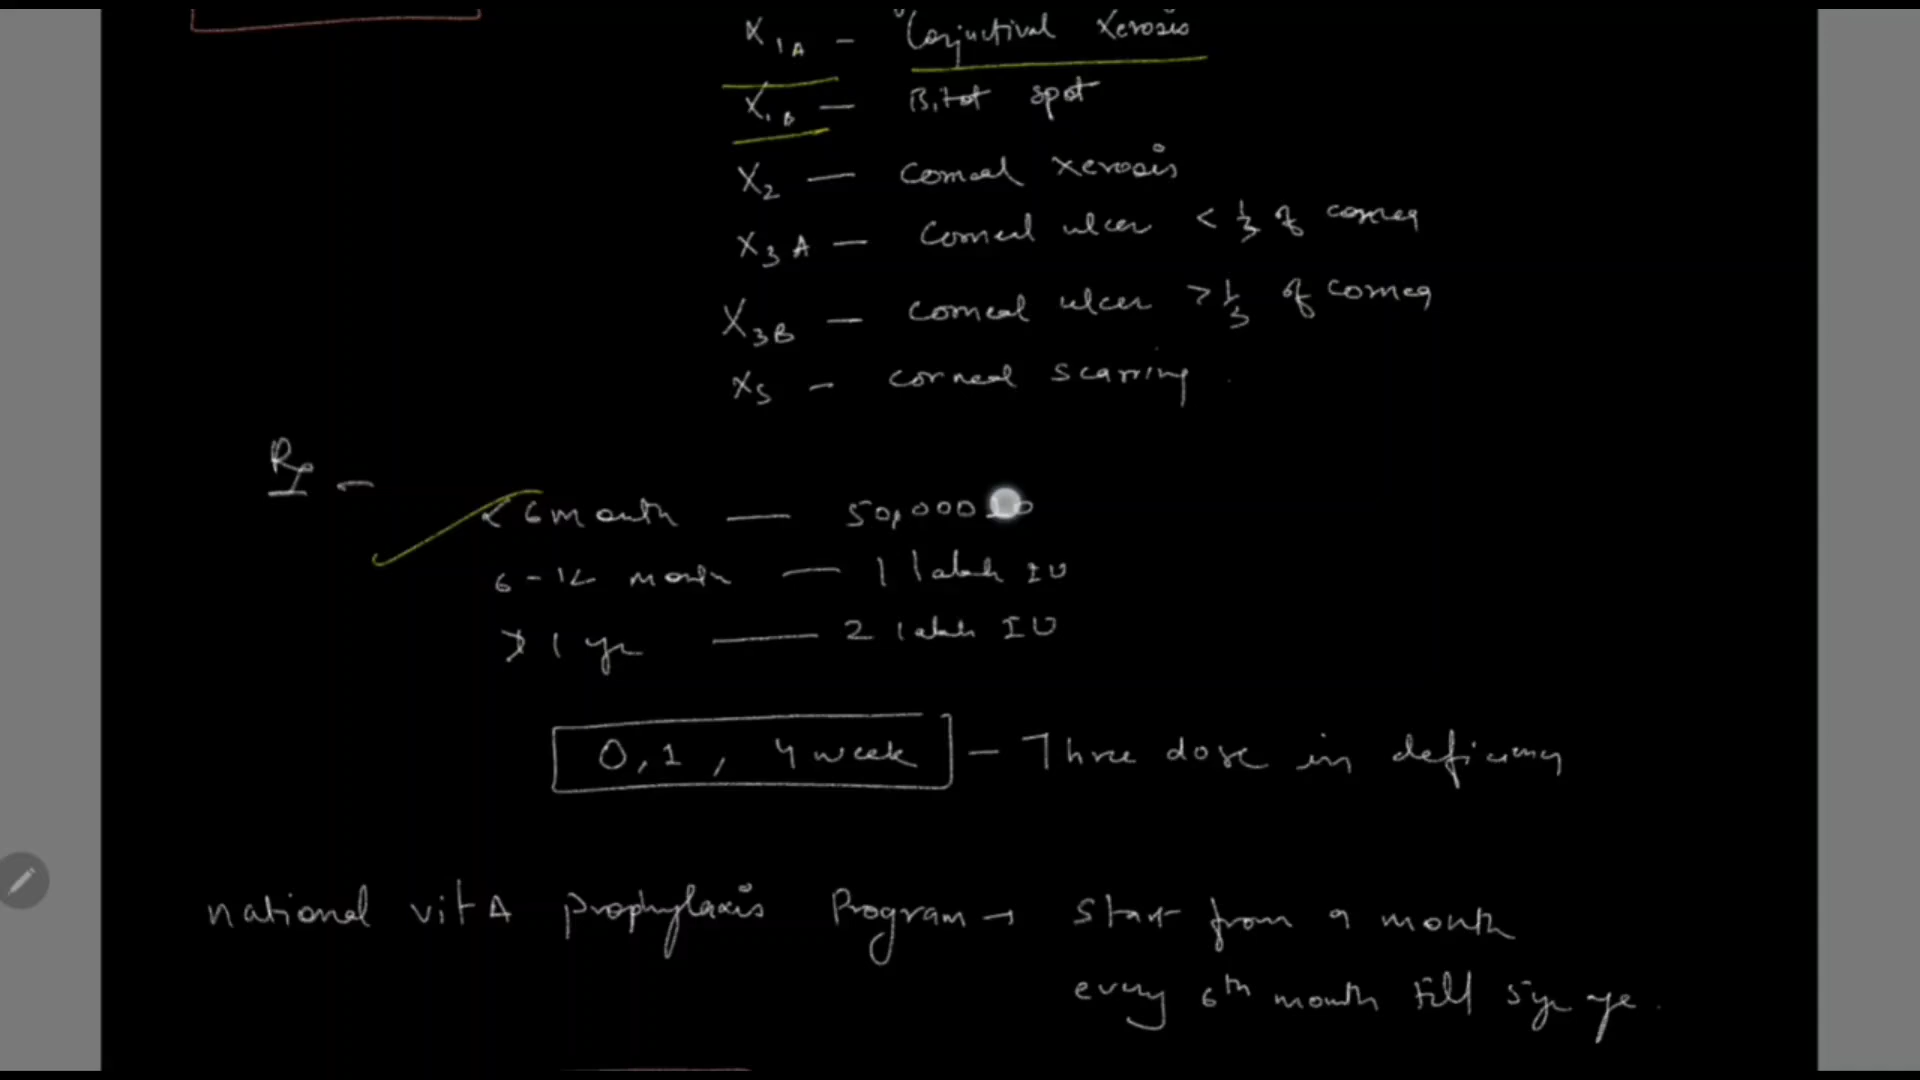 X1A - Conjuctival Xerosis
X1B - Bitot spot
X2 - corneal xerosis
X3A - Corneal ulcer < 1/3 of cornea
X3B - corneal ulcer > 1/3 of cornea
XS - corneal scarring
Rx -
< 6 month - 50,000
6-12 month - 1 lakh IU
> 1 yr - 2 lakh IU
0, 1, 4 week - Three dose in deficiency
national vit A prophylaxis Program → start from 9 month
every 6th month till 5yr age.